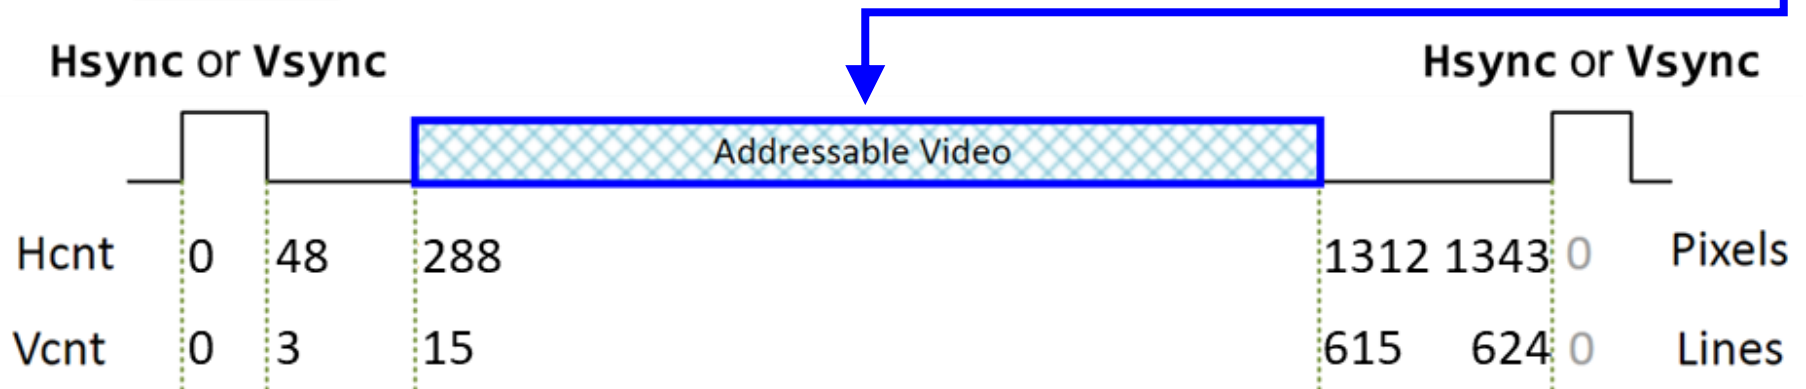 Hsync or Vsync Hsync or Vsync
Addressable Video
Hcnt 0 48 288 1312 1343 0 Pixels
Vcnt 0 3 15 615 624 0 Lines